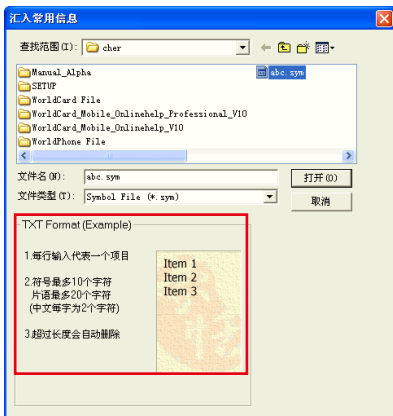 汇入常用信息
查找范围(I): cher
Manual_Alpha
SETUP
WorldCard File
WorldCard_Mobile_Onlinehelp_Professional_V10
WorldCard_Mobile_Onlinehelp_V10
WorldPhone File
abc.sym
文件名(N): abc.sym 打开(O)
文件类型(T): Symbol File (*.sym) 取消
TXT Format(Example)
1.每行输入代表一个项目
2.符号最多10个字符
片语最多20个字符
(中文每字为2个字符)
3.超过长度会自动删除
Item 1
Item 2
Item 3